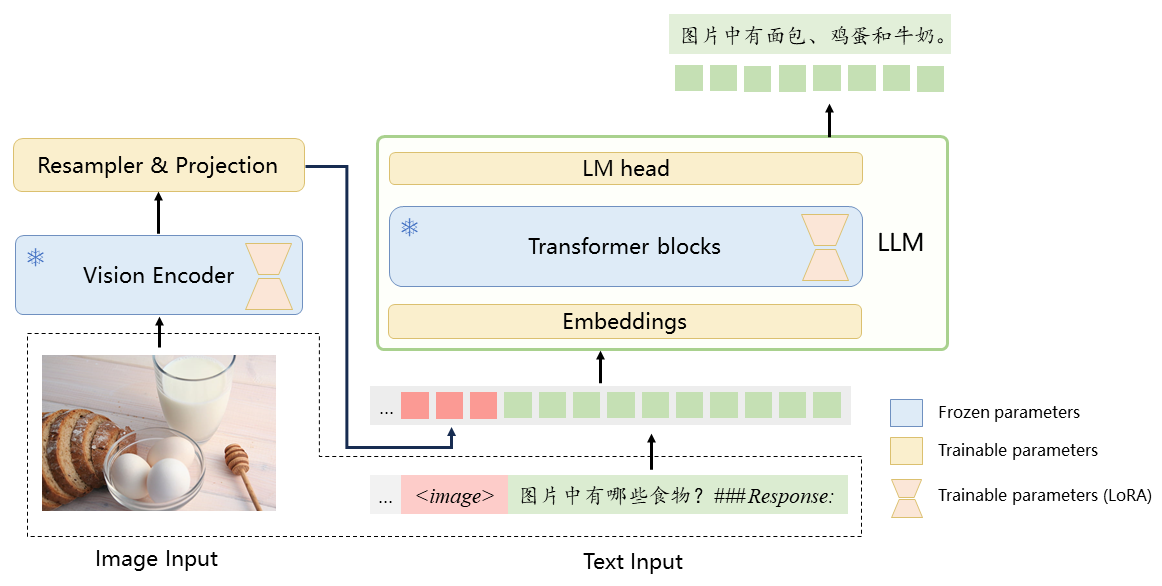 图片中有面包、鸡蛋和牛奶。
Resampler & Projection
LM head
Transformer blocks
LLM
Vision Encoder
Embeddings
...
Frozen parameters
Trainable parameters
... <image> 图片中有哪些食物？###Response:
Trainable parameters (LoRA)
Image Input
Text Input